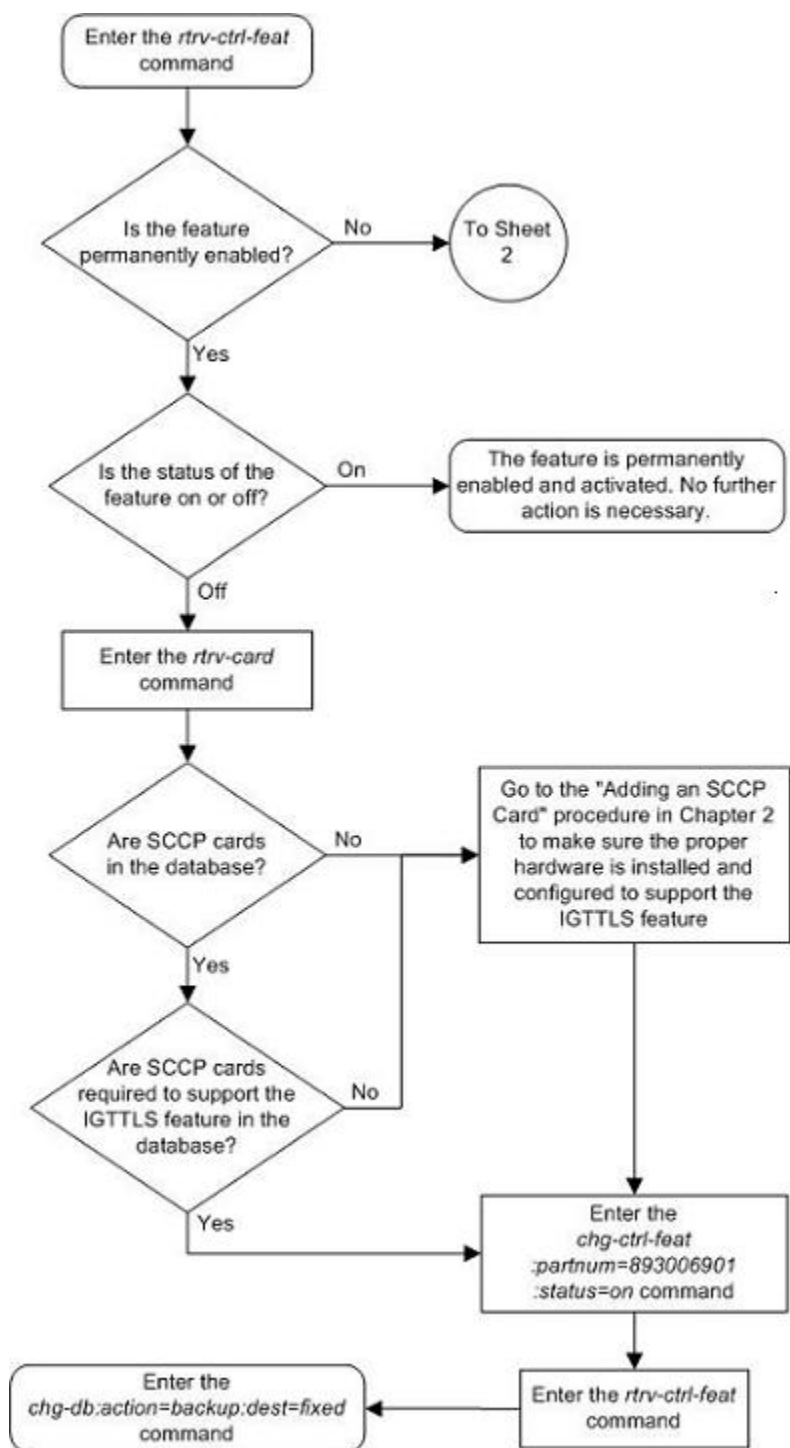 Enter the rtrv-ctrl-feat
command
Is the feature
permanently enabled?
No
To Sheet
2
Yes
Is the status of the
feature on or off?
On
The feature is permanently
enabled and activated. No further
action is necessary.
Off
Enter the rtrv-card
command
Are SCCP cards
in the database?
No
Go to the "Adding an SCCP
Card" procedure in Chapter 2
to make sure the proper
hardware is installed and
configured to support the
IGTTLS feature
Yes
Are SCCP cards
required to support the
IGTTLS feature in the
database?
No
Yes
Enter the
chg-ctrl-feat
:partnum=893006901
:status=on command
Enter the rtrv-ctrl-feat
command
Enter the
chg-db:action=backup:dest=fixed
command